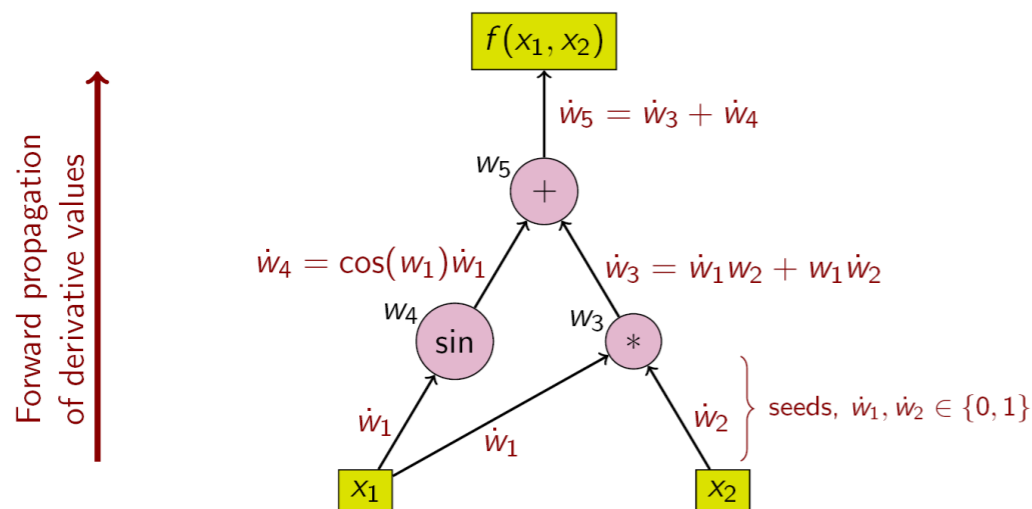 f(x₁, x₂)
ẇ₅ = ẇ₃ + ẇ₄
w₅
+
ẇ₄ = cos(w₁)ẇ₁
ẇ₃ = ẇ₁w₂ + w₁ẇ₂
w₄
sin
w₃
*
ẇ₁
ẇ₁
ẇ₂
seeds, ẇ₁, ẇ₂ ∈ {0, 1}
x₁
x₂
Forward propagation
of derivative values